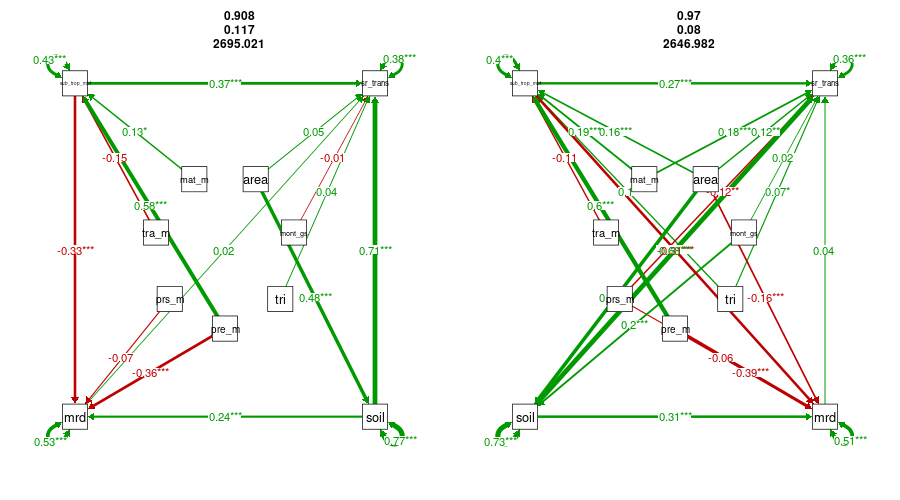 0.908
0.117
2695.021
0.43***
0.38***
sr_trans
0.37***
0.13*
0.05
-0.15
-0.01
mat_m
area
0.04
0.58***
tra_m
mont_gs
-0.33***
0.02
0.71***
prs_m
tri
0.48***
pre_m
-0.07
-0.36***
mrd
0.24***
soil
0.53***
0.77***
0.97
0.08
2646.982
0.4***
0.36***
sr_trans
0.27***
0.19***
0.16***
0.18***
0.12***
-0.11
0.02
mat_m
area
0.1
-0.12**
0.07*
0.6***
tra_m
mont_gs
0.04
prs_m
tri
-0.16***
0.2***
pre_m
-0.06
-0.39***
soil
0.31***
mrd
0.73***
0.51***